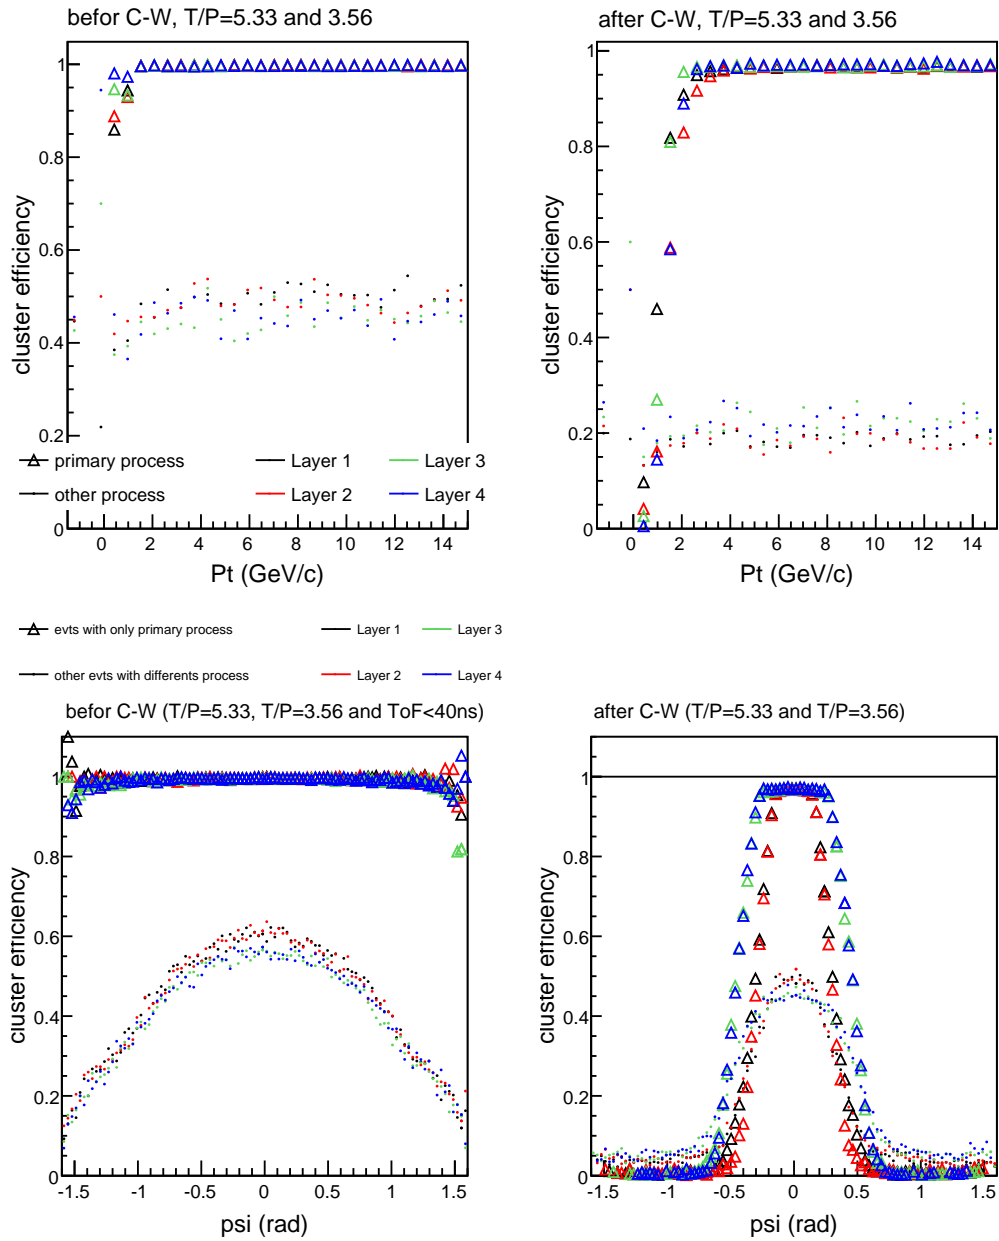 befor C-W, T/P=5.33 and 3.56
after C-W, T/P=5.33 and 3.56
cluster efficiency
1
0.8
0.6
0.4
0.2
0
0 2 4 6 8 10 12 14
Pt (GeV/c)
primary process
other process
Layer 1
Layer 2
Layer 3
Layer 4
cluster efficiency
1
0.8
0.6
0.4
0.2
0
0 2 4 6 8 10 12 14
Pt (GeV/c)
evts with only primary process
other evts with differents process
Layer 1
Layer 2
Layer 3
Layer 4
befor C-W (T/P=5.33, T/P=3.56 and ToF<40ns)
after C-W (T/P=5.33 and T/P=3.56)
cluster efficiency
1
0.8
0.6
0.4
0.2
0
-1.5 -1 -0.5 0 0.5 1 1.5
psi (rad)
cluster efficiency
1
0.8
0.6
0.4
0.2
0
-1.5 -1 -0.5 0 0.5 1 1.5
psi (rad)